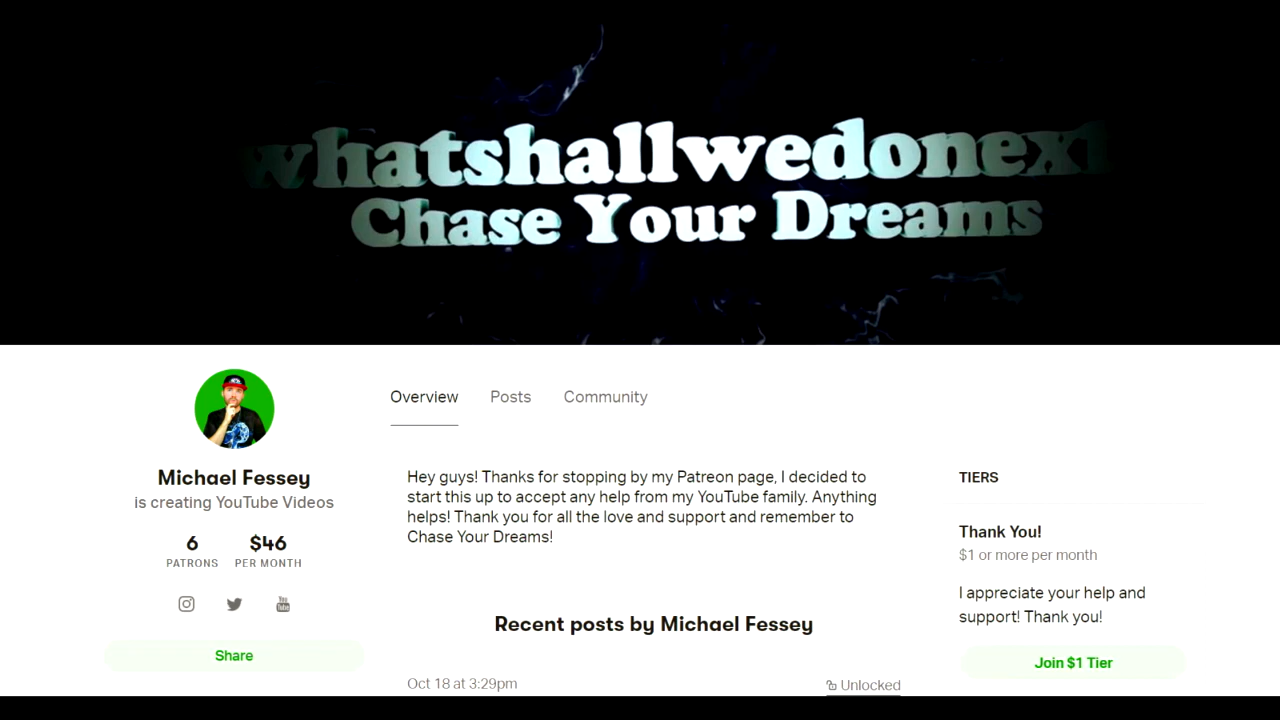 whatshallwedonext
Chase Your Dreams
Overview
Posts
Community
Michael Fessey
is creating YouTube Videos
6
PATRONS
$46
PER MONTH
Share
Hey guys! Thanks for stopping by my Patreon page, I decided to
start this up to accept any help from my YouTube family. Anything
helps! Thank you for all the love and support and remember to
Chase Your Dreams!
Recent posts by Michael Fessey
Oct 18 at 3:29pm
Unlocked
TIERS
Thank You!
$1 or more per month
I appreciate your help and
support! Thank you!
Join $1 Tier